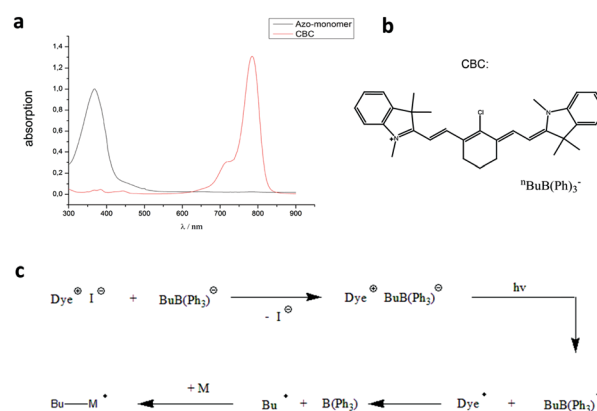 a
Azo-monomer
CBC
absorption
1,4
1,2
1,0
0,8
0,6
0,4
0,2
0,0
300 400 500 600 700 800 900
λ / nm
b
CBC:
Cl
N
N+
ⁿBuB(Ph)₃⁻
c
Dye⊕ I⊖ + BuB(Ph₃)⊖
- I⊖
Dye⊕ BuB(Ph₃)⊖
hν
Bu—M• + M Bu• + B(Ph₃) Dye• + BuB(Ph₃)•